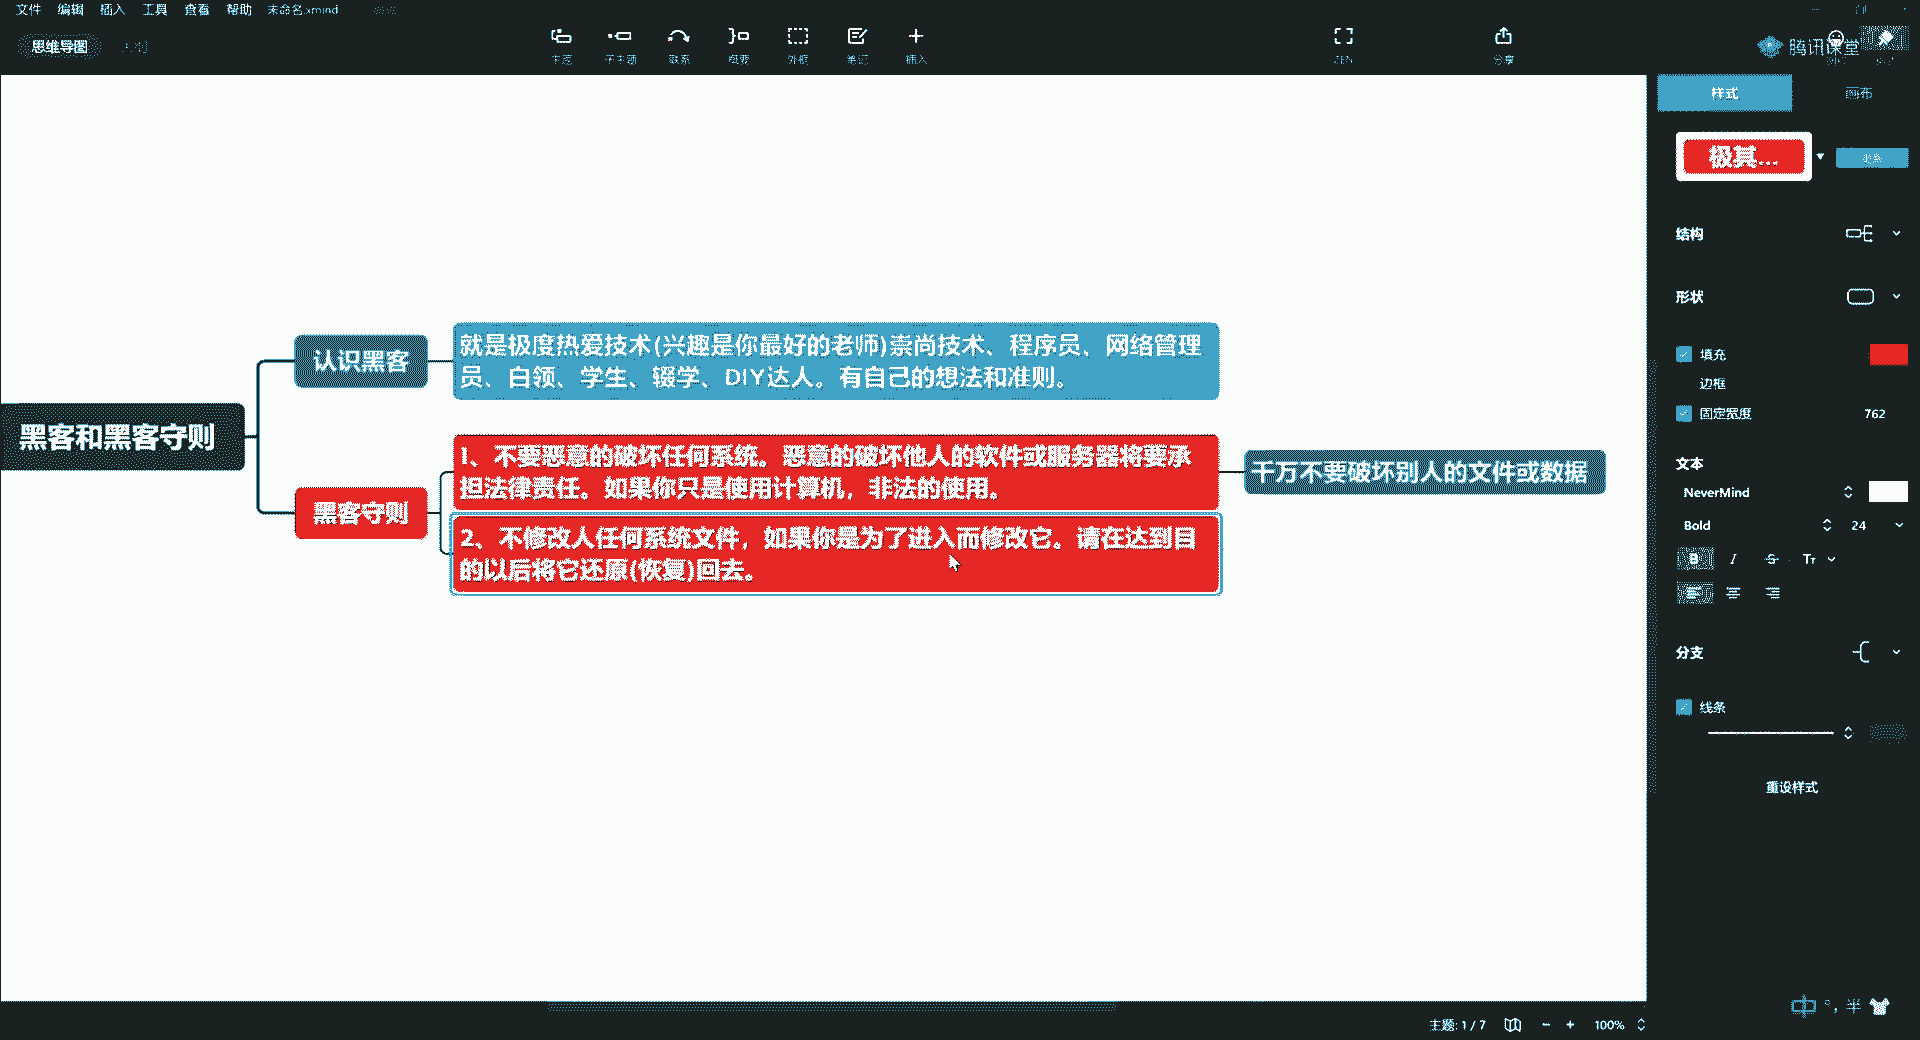 文件 编辑 插入 工具 查看 帮助 未命名.xmind
思维导图
主题 子主题 联系 概要 外框 笔记 插入 ZEN 分享
腾讯课堂
样式 画布
极其...
结构
形状
填充
边框
固定宽度 762
文本
NeverMind
Bold 24
B I S Tт
分支
线条
重设样式
黑客和黑客守则
认识黑客
就是极度热爱技术(兴趣是你最好的老师)崇尚技术、程序员、网络管理
员、白领、学生、辍学、DIY达人。有自己的想法和准则。
黑客守则
1、不要恶意的破坏任何系统。恶意的破坏他人的软件或服务器将要承
担法律责任。如果你只是使用计算机，非法的使用。
千万不要破坏别人的文件或数据
2、不修改人任何系统文件，如果你是为了进入而修改它。请在达到目
的以后将它还原(恢复)回去。
中 °, 半
主题: 1 / 7 100%